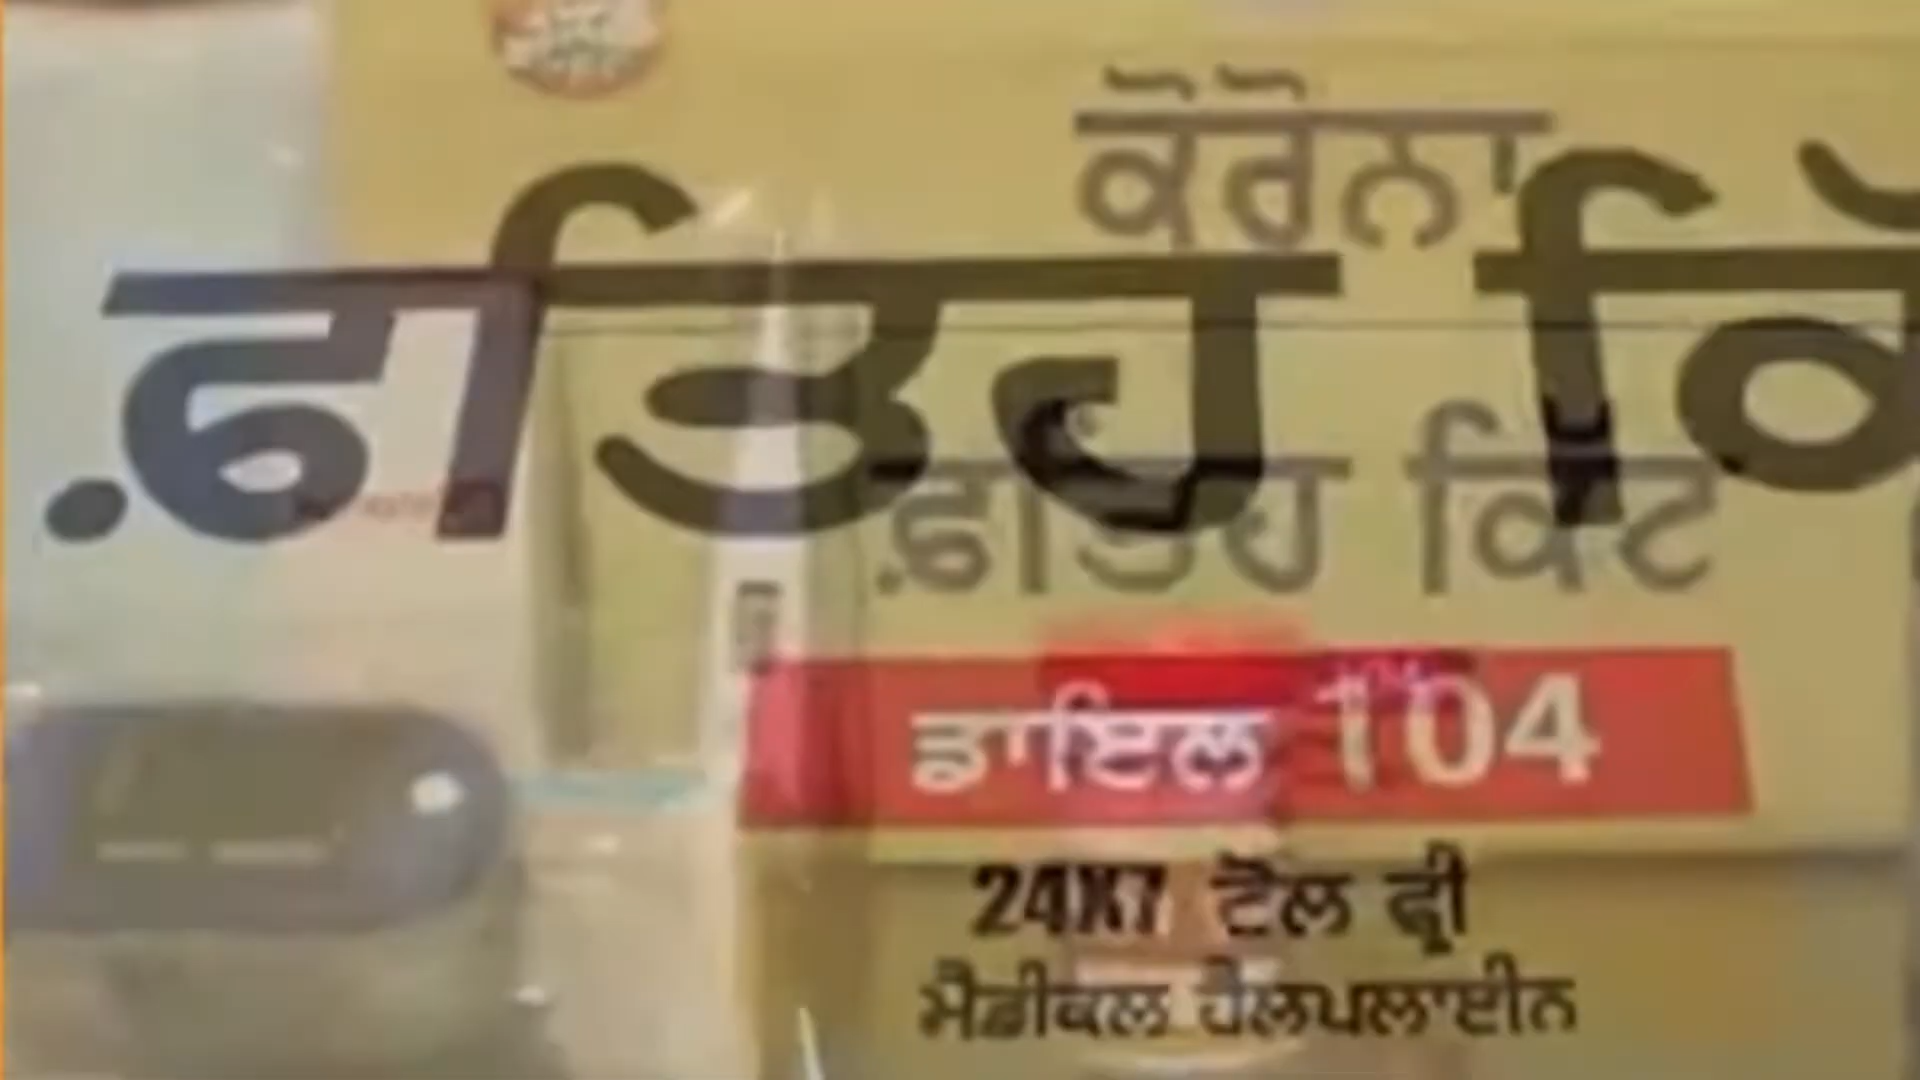 ਕੋਰੋਨਾ
ਫ਼ਤਿਹ
ਫ਼ਤਿਹ ਕਿੱਟ
ਡਾਇਲ 104
24X7 ਟੋਲ ਫ੍ਰੀ
ਮੈਡੀਕਲ ਹੈਲਪਲਾਈਨ